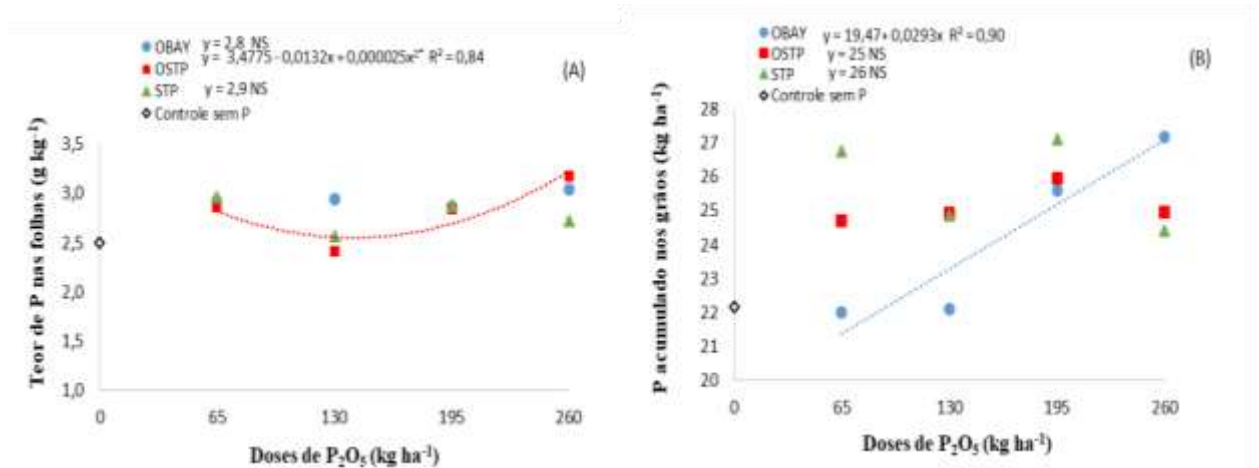 OBAY y = 2,8 NS
OSTP y = 3,4775 - 0,0132x + 0,000025x²* R² = 0,84
STP y = 2,9 NS
Controle sem P
(A)
Teor de P nas folhas (g kg⁻¹)
3,5
3,0
2,5
2,0
1,5
1,0
0 65 130 195 260
Doses de P₂O₅ (kg ha⁻¹)
OBAY y = 19,47+ 0,0293x R² = 0,90
OSTP y = 25 NS
STP y = 26 NS
Controle sem P
(B)
P acumulado nos grãos (kg ha⁻¹)
28
27
26
25
24
23
22
21
20
0 65 130 195 260
Doses de P₂O₅ (kg ha⁻¹)